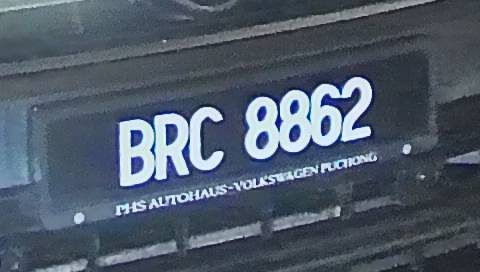 BRC 8862
PHS AUTOHAUS-VOLKSWAGEN PUCHONG